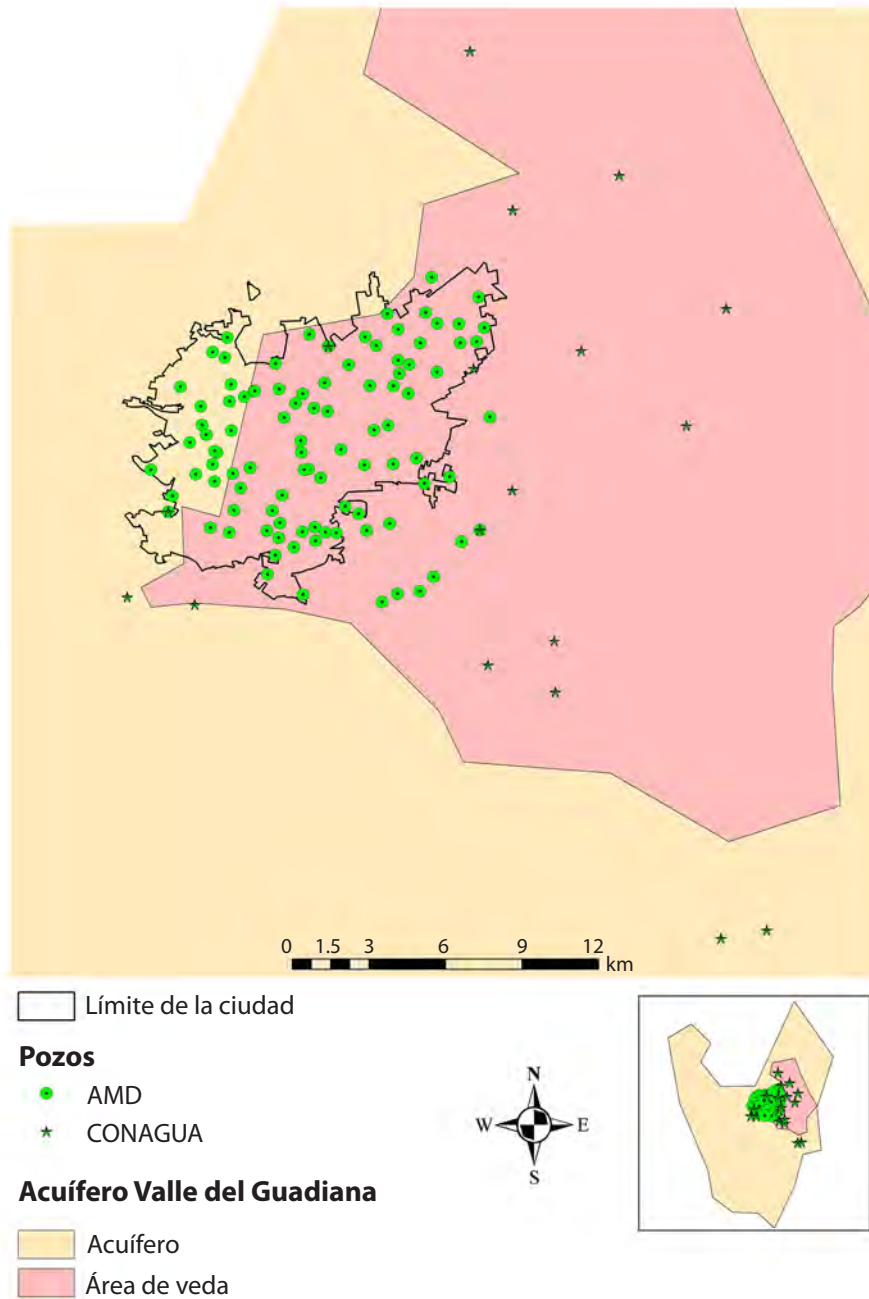 0 1.5 3 6 9 12
km
Límite de la ciudad
Pozos
AMD
CONAGUA
Acuífero Valle del Guadiana
Acuífero
Área de veda
N
W E
S